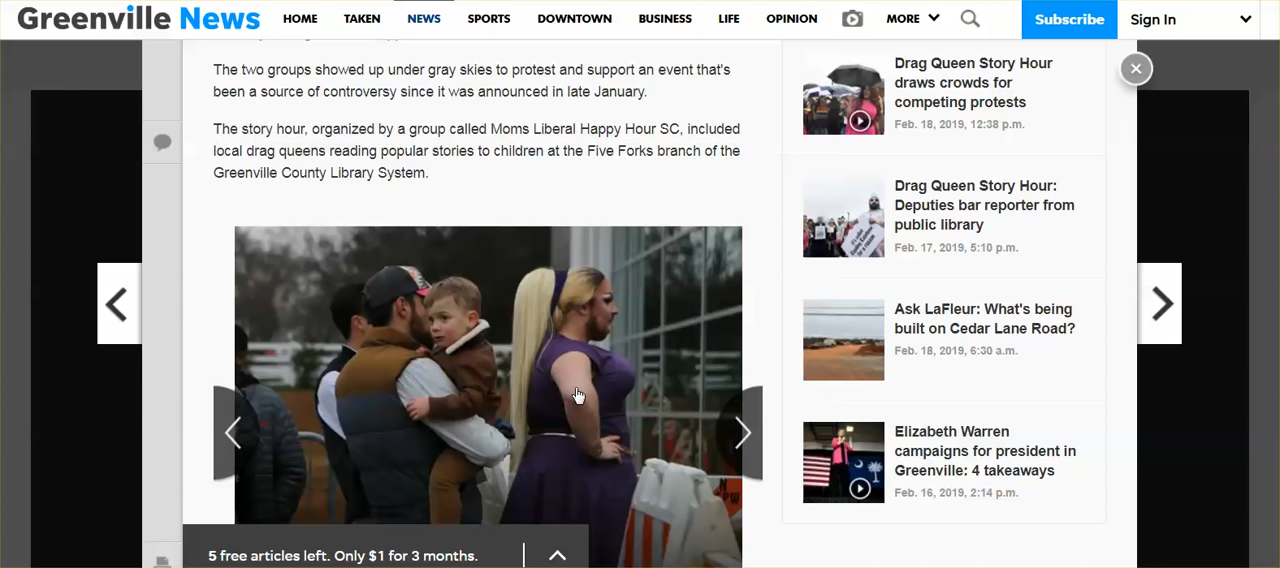 Greenville News
HOME TAKEN NEWS SPORTS DOWNTOWN BUSINESS LIFE OPINION MORE
Subscribe
Sign In
The two groups showed up under gray skies to protest and support an event that's
been a source of controversy since it was announced in late January.
The story hour, organized by a group called Moms Liberal Happy Hour SC, included
local drag queens reading popular stories to children at the Five Forks branch of the
Greenville County Library System.
5 free articles left. Only $1 for 3 months.
Drag Queen Story Hour
draws crowds for
competing protests
Feb. 18, 2019, 12:38 p.m.
Drag Queen Story Hour:
Deputies bar reporter from
public library
Feb. 17, 2019, 5:10 p.m.
Ask LaFleur: What's being
built on Cedar Lane Road?
Feb. 18, 2019, 6:30 a.m.
Elizabeth Warren
campaigns for president in
Greenville: 4 takeaways
Feb. 16, 2019, 2:14 p.m.